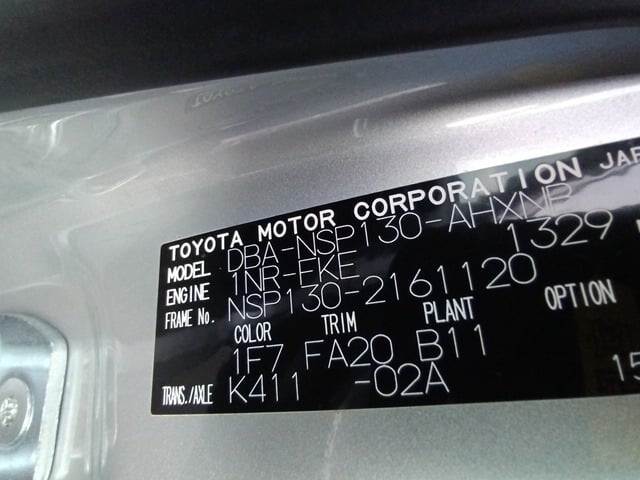 TOYOTA MOTOR CORPORATION JAP
MODEL DBA-NSP130-AHXNB
ENGINE 1NR-FKE 1329
FRAME No. NSP130-2161120
COLOR TRIM PLANT OPTION
1F7 FA20 B11
TRANS./AXLE K411 -02A 15